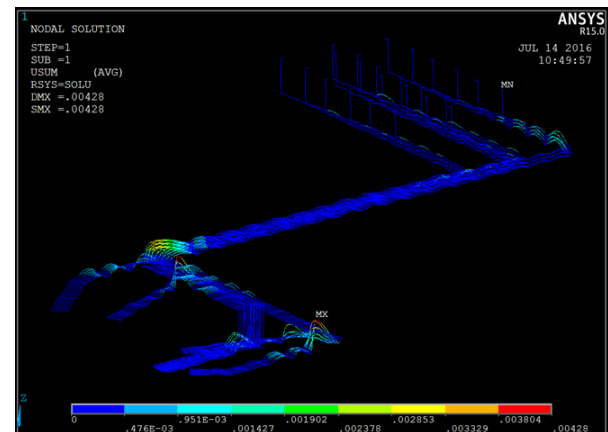 1
NODAL SOLUTION
STEP=1
SUB =1
USUM (AVG)
RSYS=SOLU
DMX =.00428
SMX =.00428
ANSYS
R15.0
JUL 14 2016
10:49:57
MN
MX
Z
0 .951E-03 .001902 .002853 .003804
.476E-03 .001427 .002378 .003329 .00428